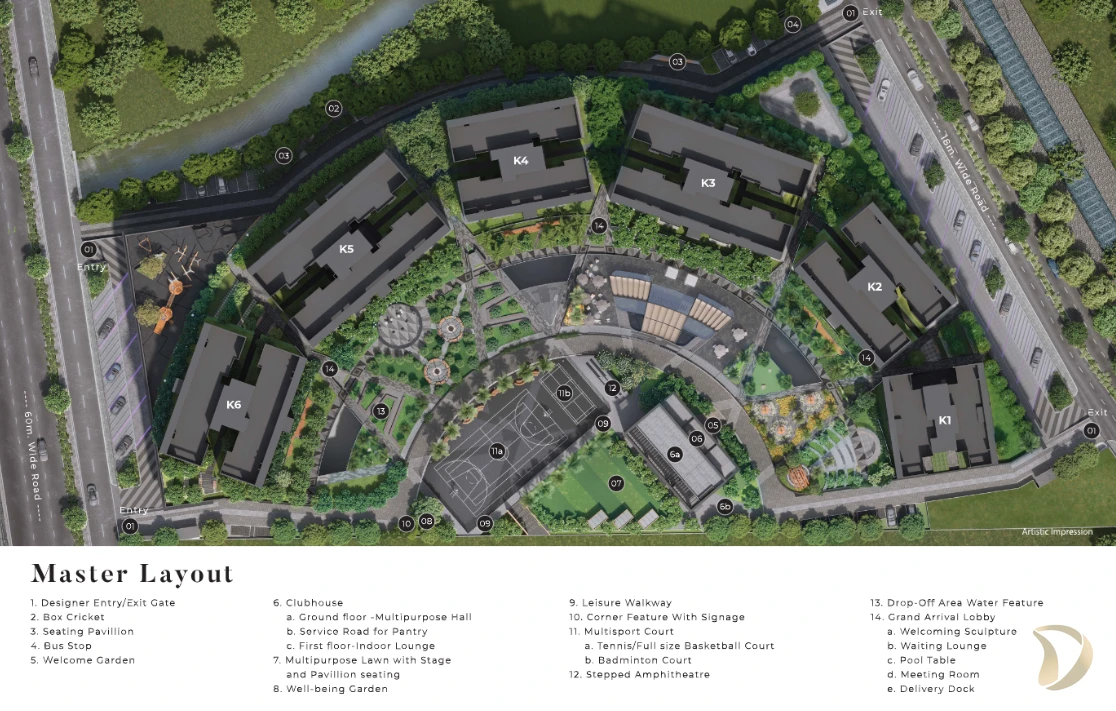 01 Exit
04
03
02
03
K4
K3
18m. Wide Road
14
01
Entry
K5
K2
14
14
12
11b
13
09
05
06
K6
K1
Exit
01
11a
6a
07
60m. Wide Road
6b
Entry
01
10
08
09
Artistic Impression
Master Layout
1. Designer Entry/Exit Gate
2. Box Cricket
3. Seating Pavillion
4. Bus Stop
5. Welcome Garden
6. Clubhouse
a. Ground floor -Multipurpose Hall
b. Service Road for Pantry
c. First floor-Indoor Lounge
7. Multipurpose Lawn with Stage
and Pavillion seating
8. Well-being Garden
9. Leisure Walkway
10. Corner Feature With Signage
11. Multisport Court
a. Tennis/Full size Basketball Court
b. Badminton Court
12. Stepped Amphitheatre
13. Drop-Off Area Water Feature
14. Grand Arrival Lobby
a. Welcoming Sculpture
b. Waiting Lounge
c. Pool Table
d. Meeting Room
e. Delivery Dock